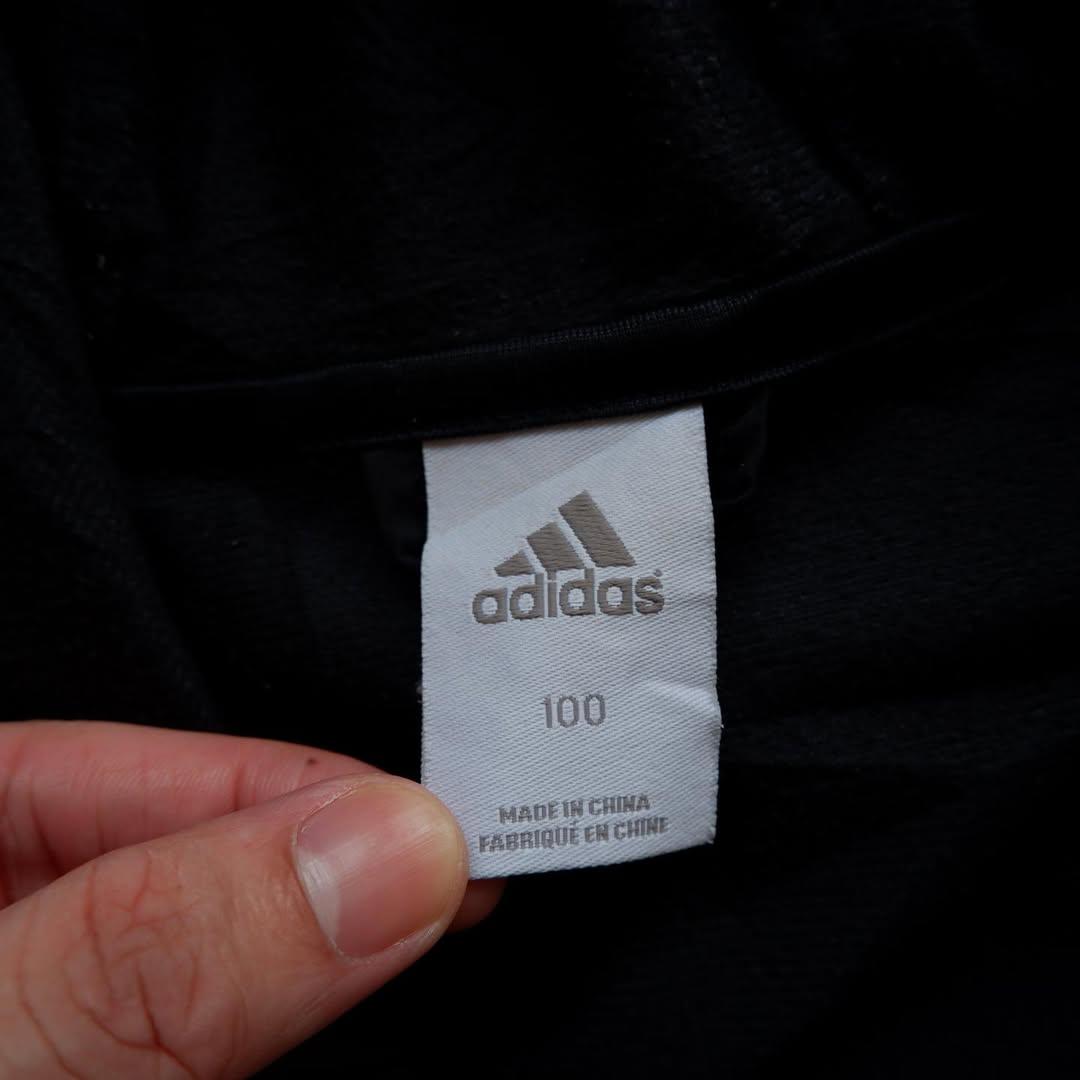 adidas
100
MADE IN CHINA
FABRIQUÉ EN CHINE